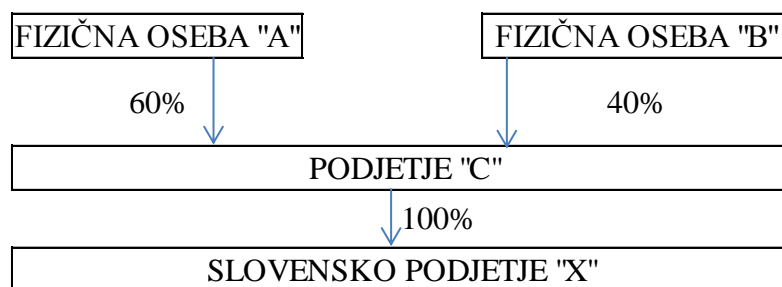 FIZIČNA OSEBA "A"
FIZIČNA OSEBA "B"
60%
40%
PODJETJE "C"
100%
SLOVENSKO PODJETJE "X"